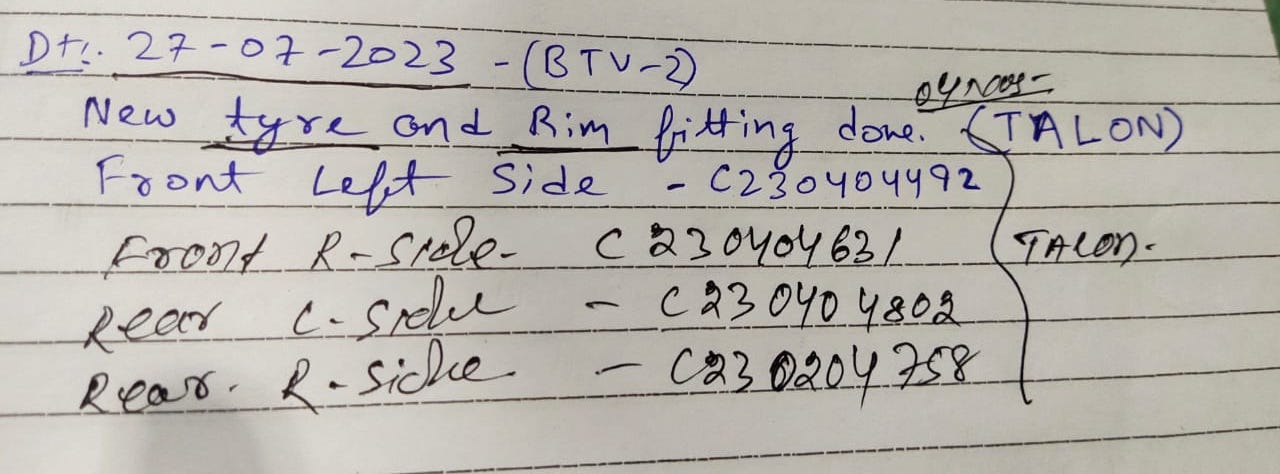 Dt:. 27-07-2023 - (BTV-2)
04 Nos-
New tyre and Rim fitting done. (TALON)
Front Left Side - C230404492
Front R-Side- C230404631 TALON.
Rear L-Side - C230404802
Rear. R-Side - C230204758